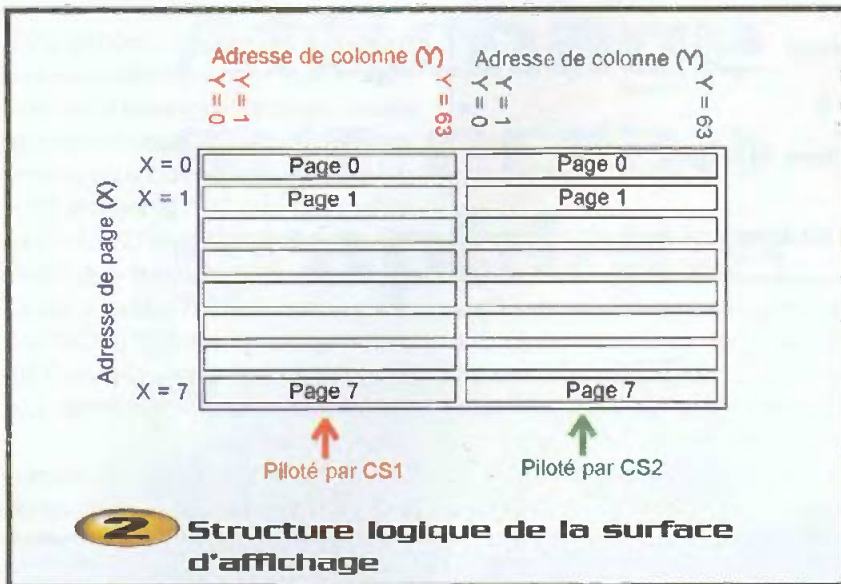 Adresse de colonne (Y) Adresse de colonne (Y)
Y = 0 Y = 1 Y = 63 Y = 0 Y = 1 Y = 63
Adresse de page (X)
X = 0 Page 0 Page 0
X = 1 Page 1 Page 1
X = 7 Page 7 Page 7
Piloté par CS1 Piloté par CS2
2 Structure logique de la surface
d'affichage